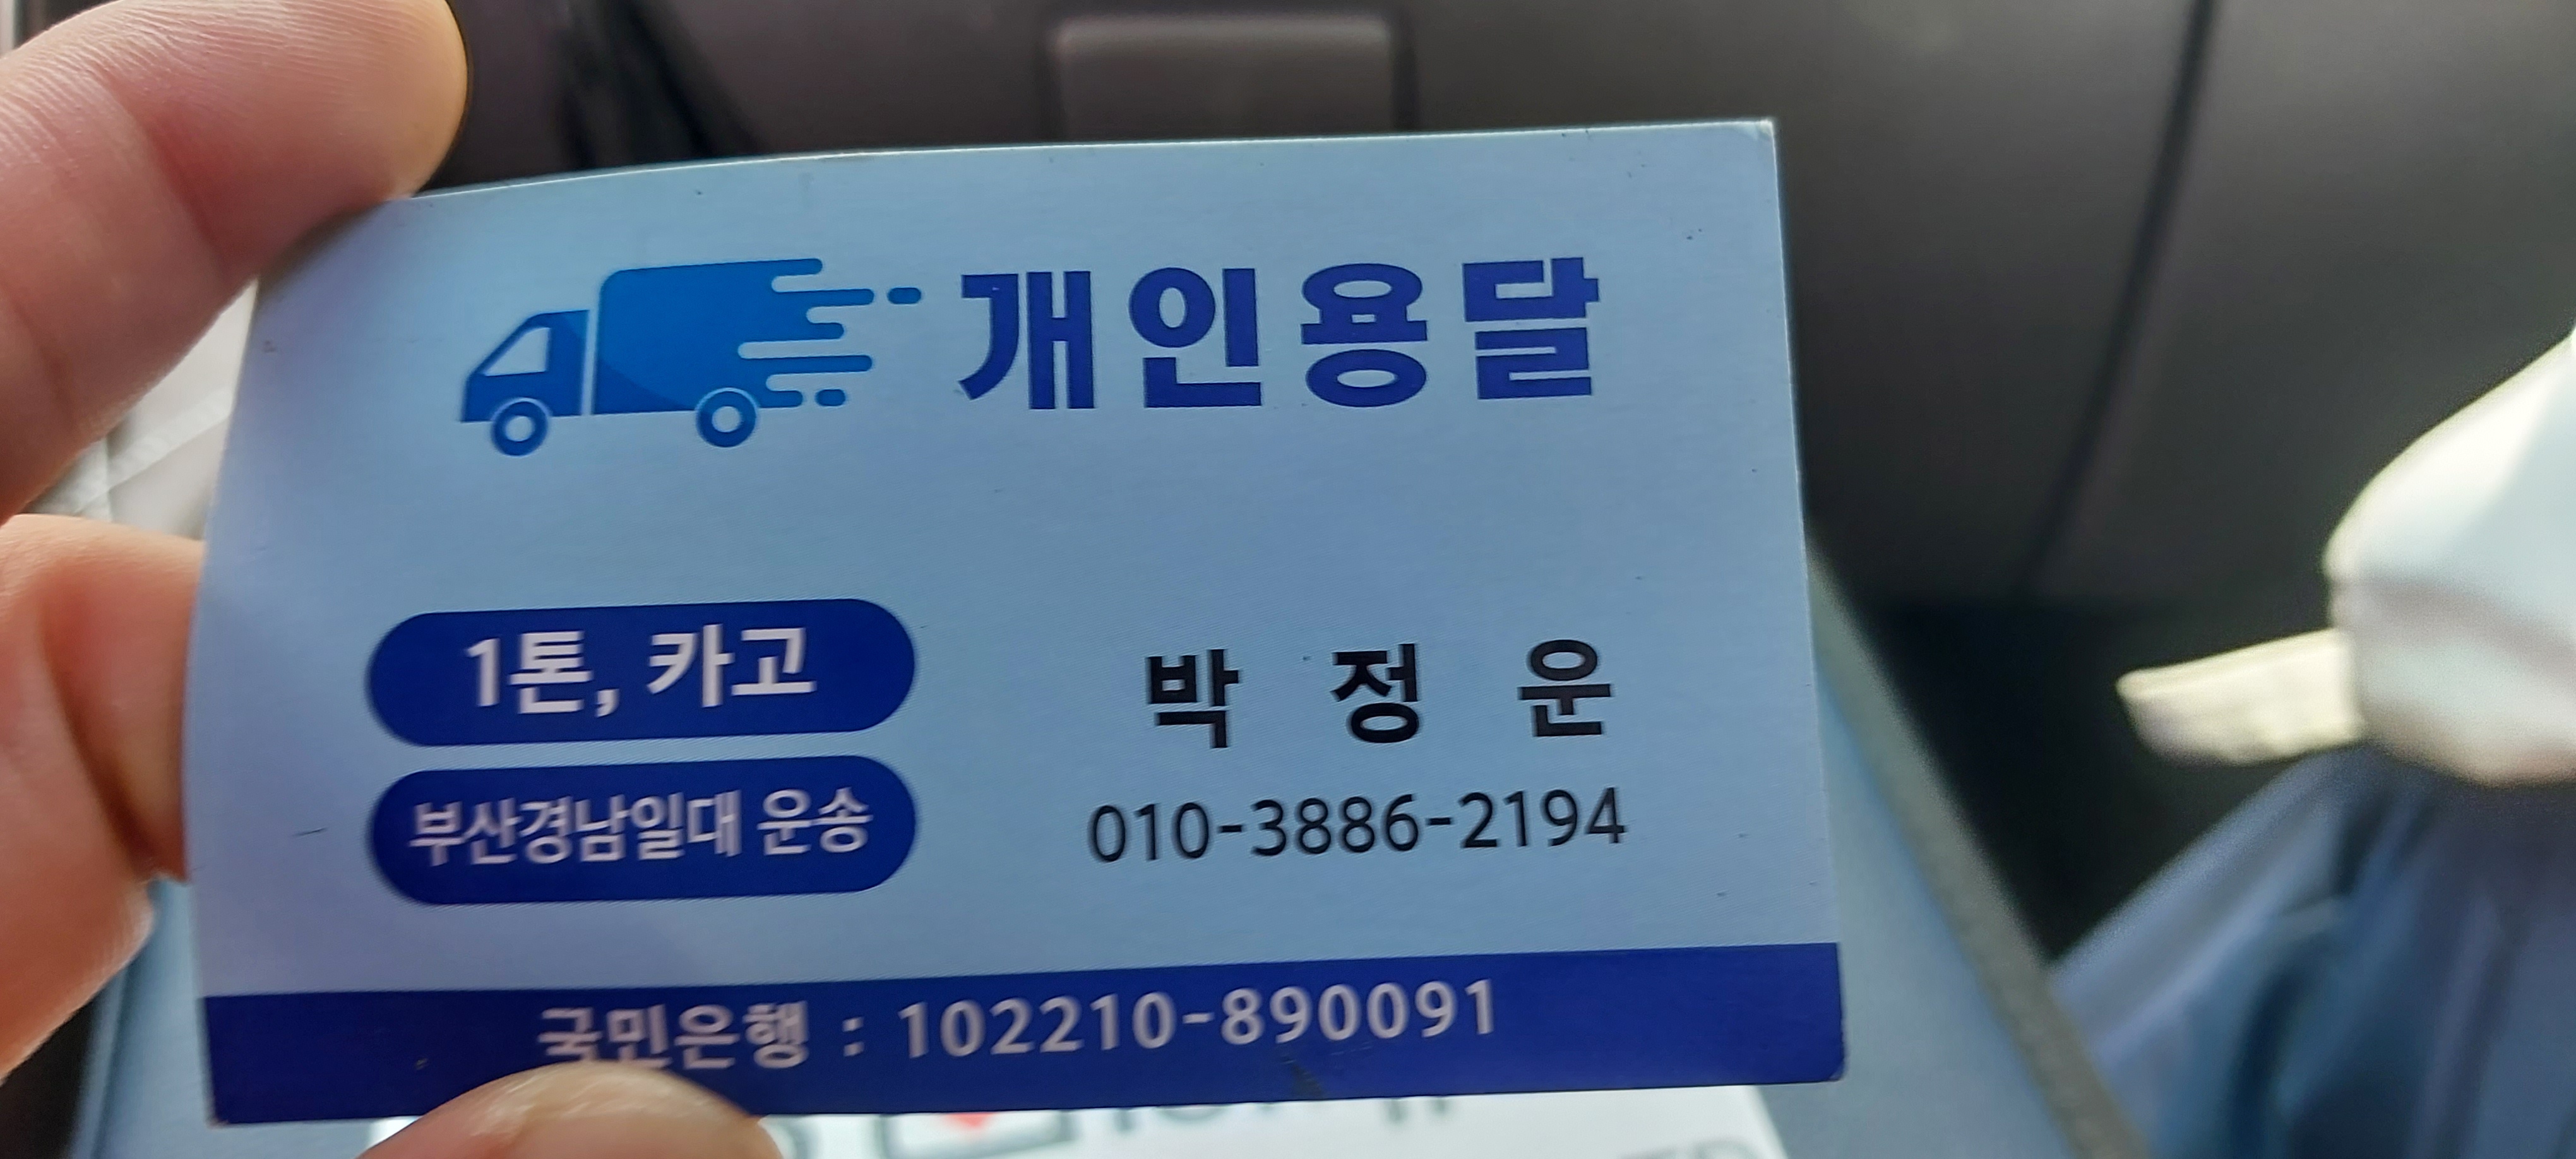 개인용달
1톤, 카고
부산경남일대 운송
박 정 운
010-3886-2194
국민은행 : 102210-890091